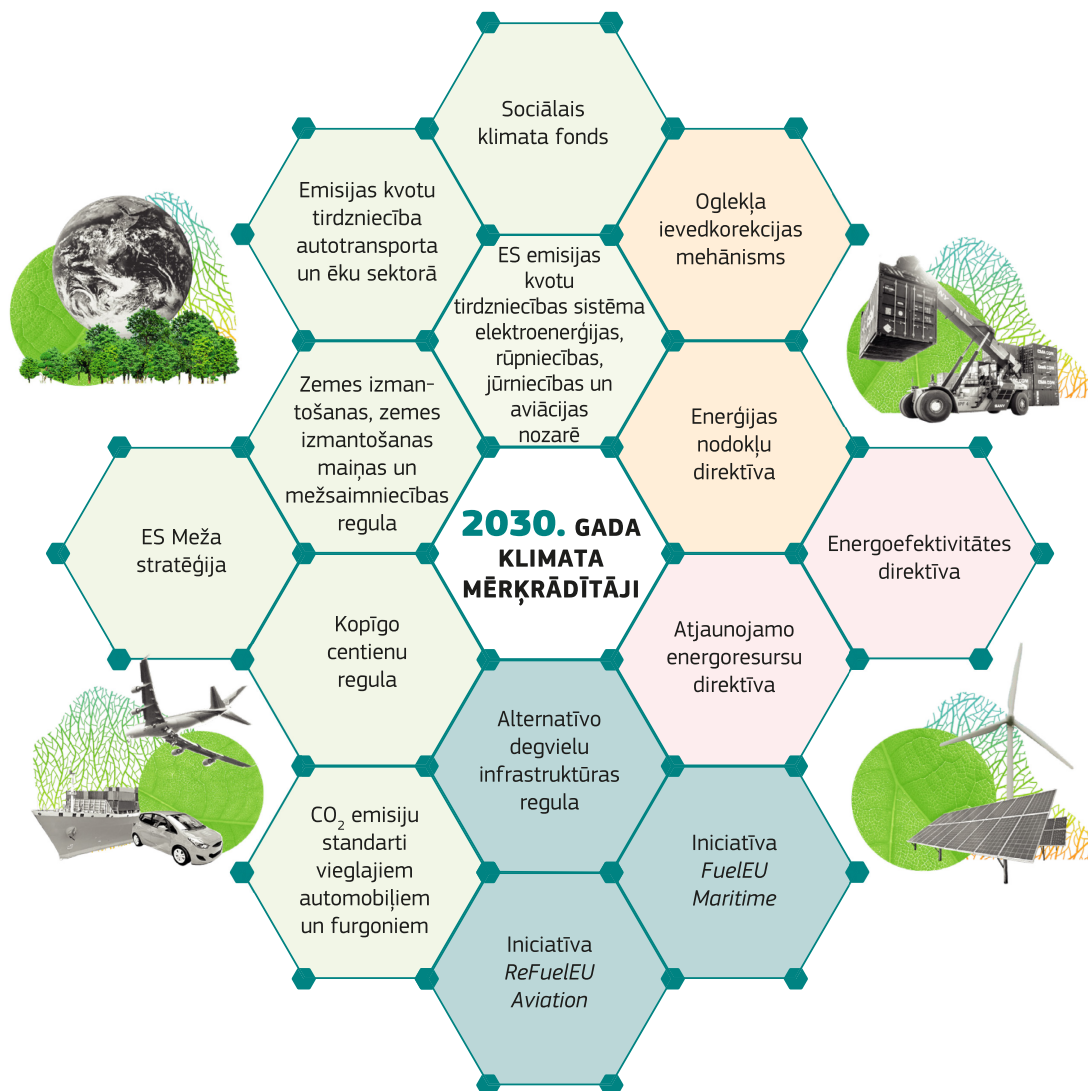 Sociālais
klimata fonds
Emisijas kvotu
tirdzniecība
autotransporta
un ēku sektorā
Oglekļa
ievedkorekcijas
mehānisms
ES emisijas
kvotu
tirdzniecības sistēma
elektroenerģijas,
rūpniecības,
jūrniecības un
aviācijas
nozarē
Zemes izman-
tošanas, zemes
izmantošanas
maiņas un
mežsaimniecības
regula
Enerģijas
nodokļu
direktīva
ES Meža
stratēģija
2030. GADA
KLIMATA
MĒRĶRĀDĪTĀJI
Energoefektivitātes
direktīva
Kopīgo
centienu
regula
Atjaunojamo
energoresursu
direktīva
Alternatīvo
degvielu
infrastruktūras
regula
CO₂ emisiju
standarti
vieglajiem
automobiļiem
un furgoniem
Iniciatīva
FuelEU
Maritime
Iniciatīva
ReFuelEU
Aviation